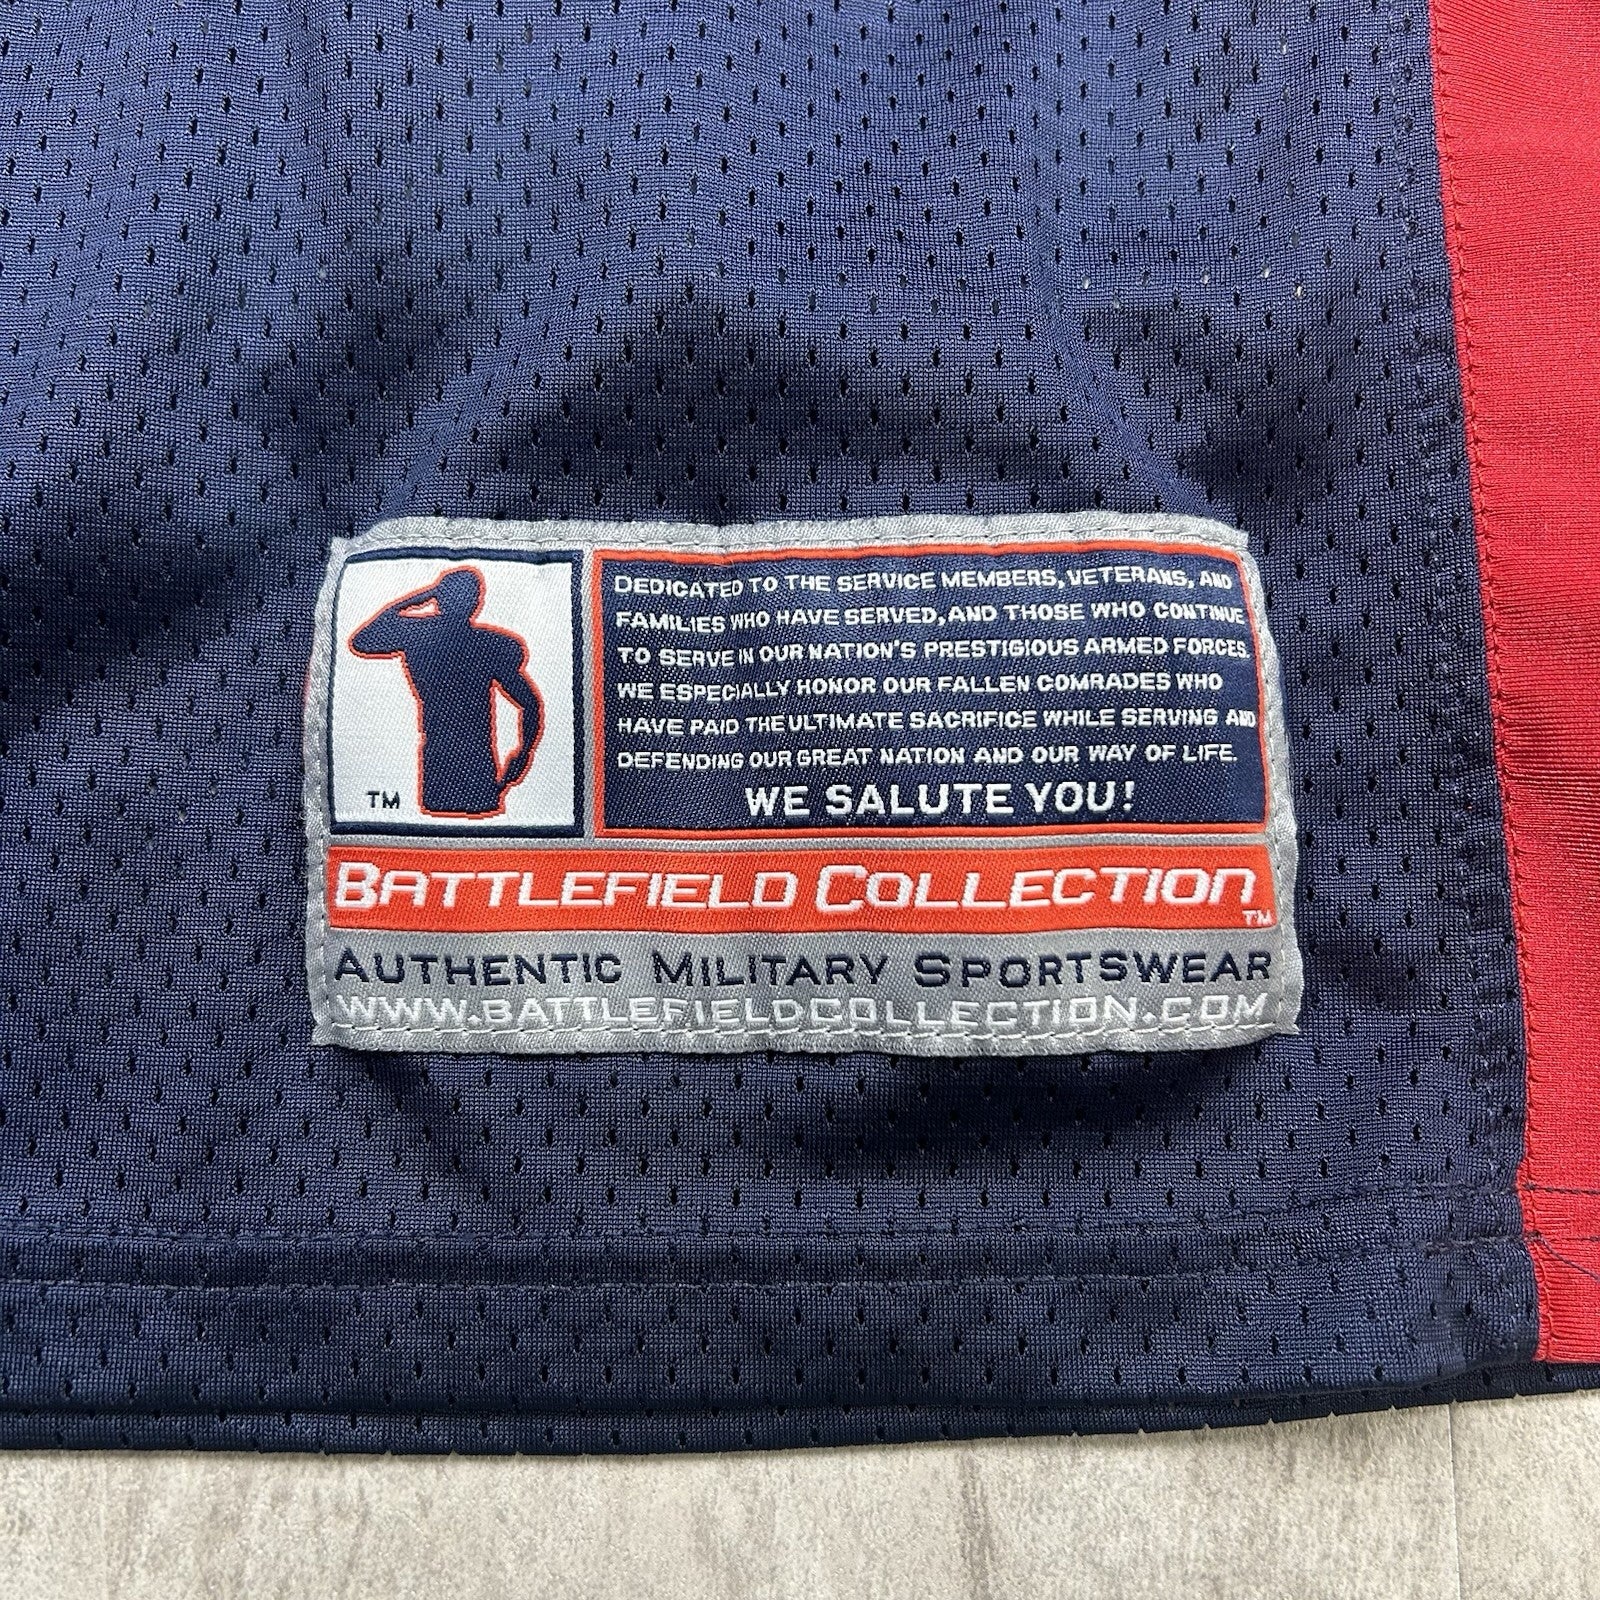 DEDICATED TO THE SERVICE MEMBERS, VETERANS, AND
FAMILIES WHO HAVE SERVED, AND THOSE WHO CONTINUE
TO SERVE IN OUR NATION'S PRESTIGIOUS ARMED FORCES.
WE ESPECIALLY HONOR OUR FALLEN COMRADES WHO
HAVE PAID THE ULTIMATE SACRIFICE WHILE SERVING AND
DEFENDING OUR GREAT NATION AND OUR WAY OF LIFE.
WE SALUTE YOU!
TM
BATTLEFIELD COLLECTION TM
AUTHENTIC MILITARY SPORTSWEAR
WWW.BATTLEFIELDCOLLECTION.COM